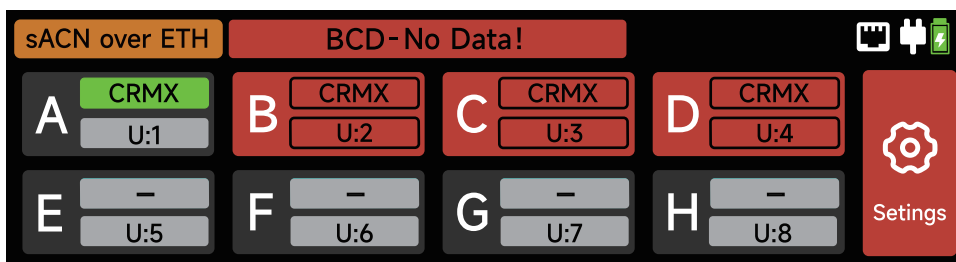 sACN over ETH
BCD-No Data!
A
CRMX
U:1
B
CRMX
U:2
C
CRMX
U:3
D
CRMX
U:4
E
–
U:5
F
–
U:6
G
–
U:7
H
–
U:8
Setings